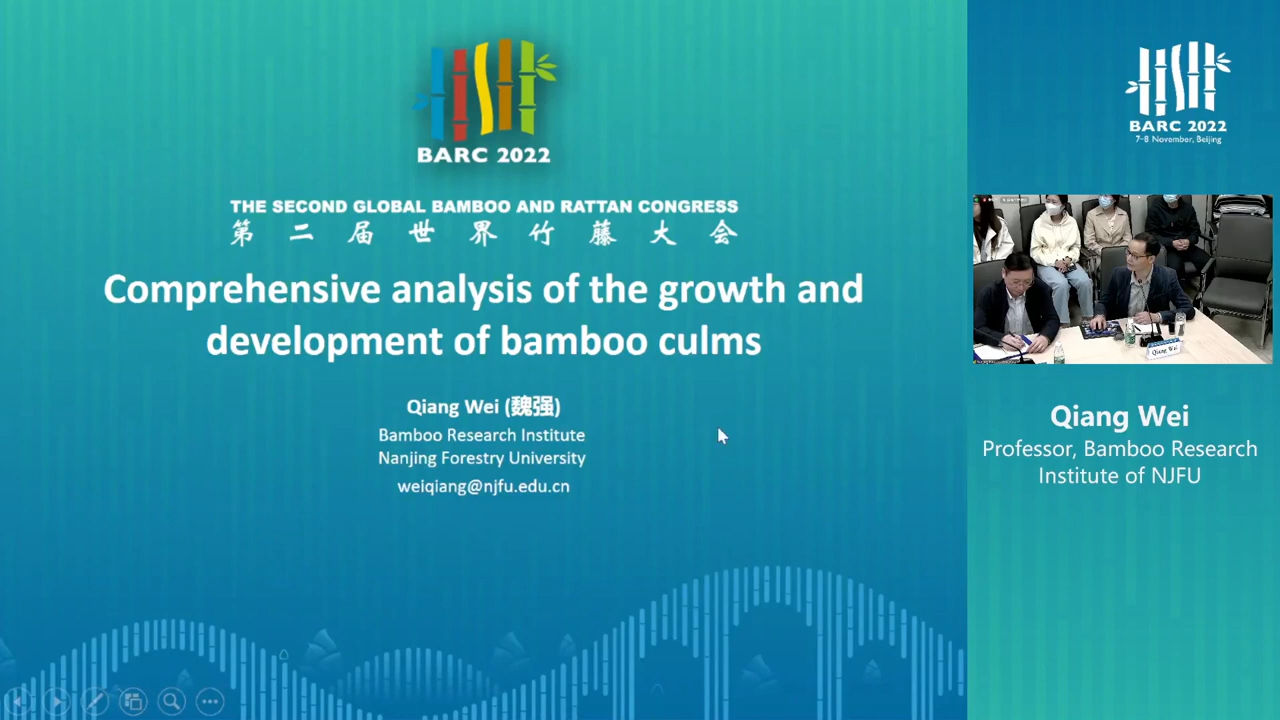 BARC 2022
THE SECOND GLOBAL BAMBOO AND RATTAN CONGRESS
第二届世界竹藤大会
Comprehensive analysis of the growth and
development of bamboo culms
Qiang Wei (魏强)
Bamboo Research Institute
Nanjing Forestry University
weiqiang@njfu.edu.cn
BARC 2022
7-8 November, Beijing
Qiang Wei
Qiang Wei
Professor, Bamboo Research
Institute of NJFU